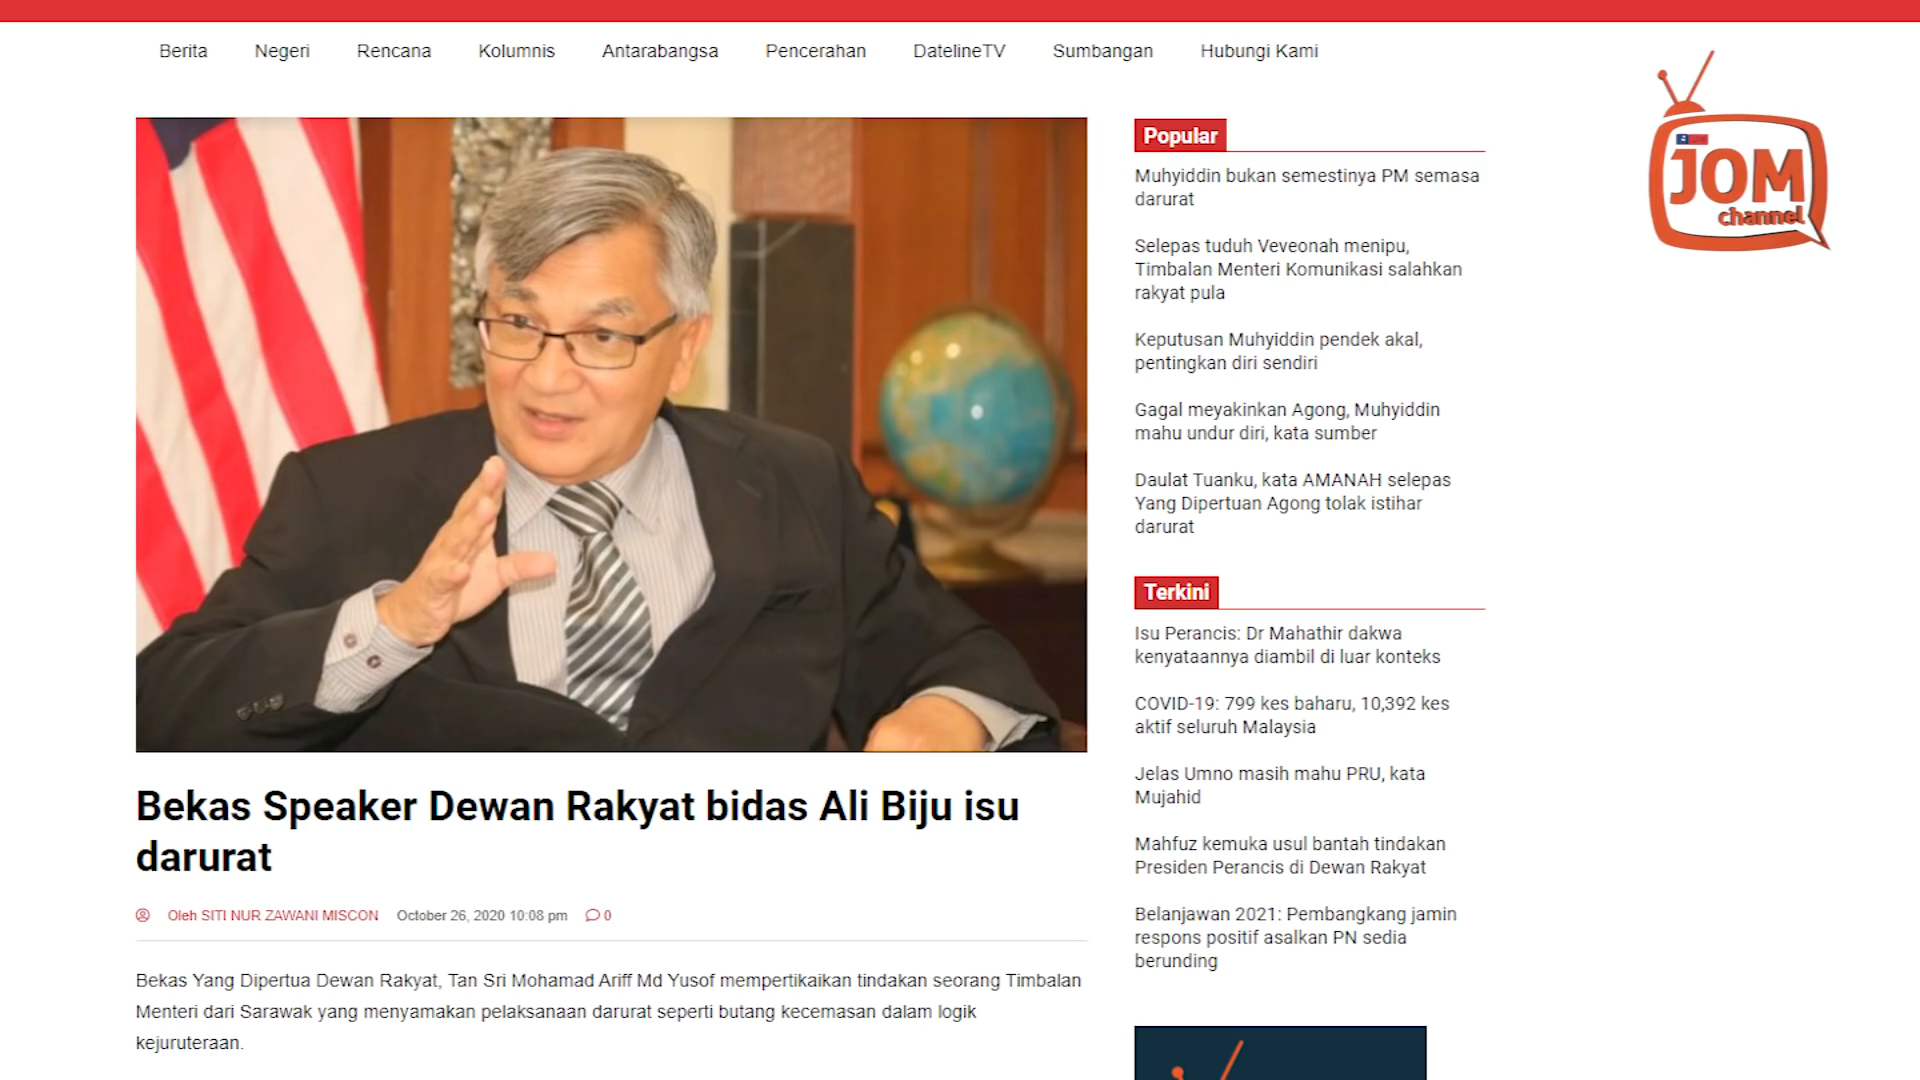 Berita
Negeri
Rencana
Kolumnis
Antarabangsa
Pencerahan
DatelineTV
Sumbangan
Hubungi Kami
JOM
channel
Bekas Speaker Dewan Rakyat bidas Ali Biju isu
darurat
Oleh SITI NUR ZAWANI MISCON October 26, 2020 10:08 pm 0
Bekas Yang Dipertua Dewan Rakyat, Tan Sri Mohamad Ariff Md Yusof mempertikaikan tindakan seorang Timbalan
Menteri dari Sarawak yang menyamakan pelaksanaan darurat seperti butang kecemasan dalam logik
kejuruteraan.
Popular
Muhyiddin bukan semestinya PM semasa
darurat
Selepas tuduh Veveonah menipu,
Timbalan Menteri Komunikasi salahkan
rakyat pula
Keputusan Muhyiddin pendek akal,
pentingkan diri sendiri
Gagal meyakinkan Agong, Muhyiddin
mahu undur diri, kata sumber
Daulat Tuanku, kata AMANAH selepas
Yang Dipertuan Agong tolak istihar
darurat
Terkini
Isu Perancis: Dr Mahathir dakwa
kenyataannya diambil di luar konteks
COVID-19: 799 kes baharu, 10,392 kes
aktif seluruh Malaysia
Jelas Umno masih mahu PRU, kata
Mujahid
Mahfuz kemuka usul bantah tindakan
Presiden Perancis di Dewan Rakyat
Belanjawan 2021: Pembangkang jamin
respons positif asalkan PN sedia
berunding